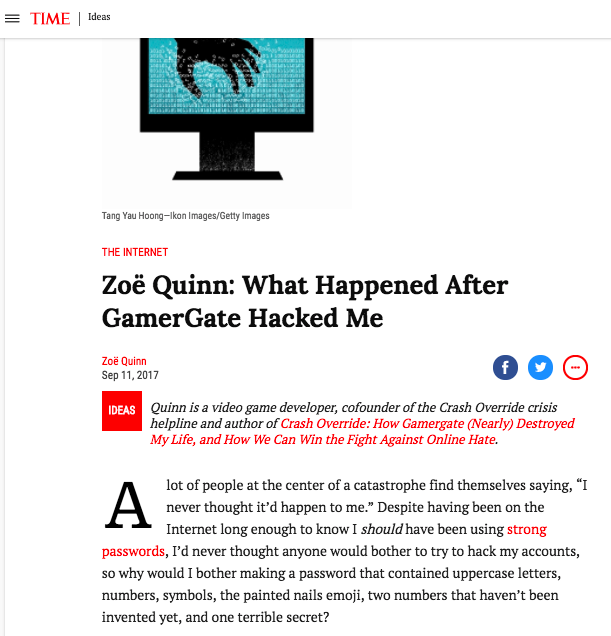 TIME | Ideas
Tang Yau Hoong—Ikon Images/Getty Images
THE INTERNET
Zoë Quinn: What Happened After
GamerGate Hacked Me
Zoë Quinn
Sep 11, 2017
IDEAS
Quinn is a video game developer, cofounder of the Crash Override crisis
helpline and author of Crash Override: How Gamergate (Nearly) Destroyed
My Life, and How We Can Win the Fight Against Online Hate.
A lot of people at the center of a catastrophe find themselves saying, “I
never thought it’d happen to me.” Despite having been on the
Internet long enough to know I should have been using strong
passwords, I’d never thought anyone would bother to try to hack my accounts,
so why would I bother making a password that contained uppercase letters,
numbers, symbols, the painted nails emoji, two numbers that haven’t been
invented yet, and one terrible secret?